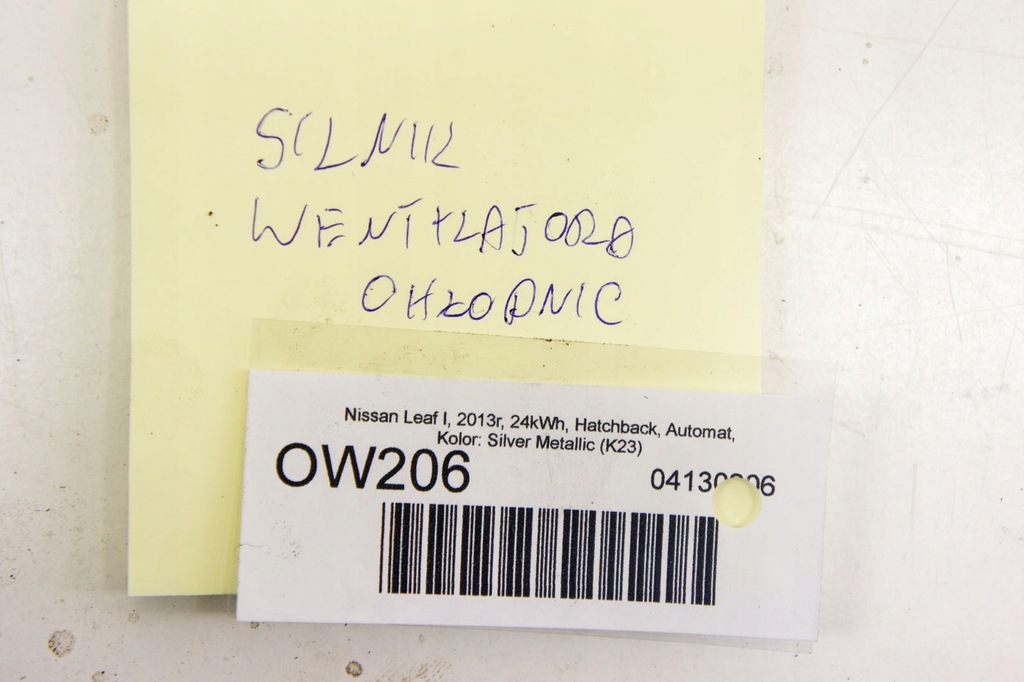 SILNIK
WENTYLATORA
CHŁODNIC
Nissan Leaf I, 2013r, 24kWh, Hatchback, Automat,
Kolor: Silver Metallic (K23)
OW206